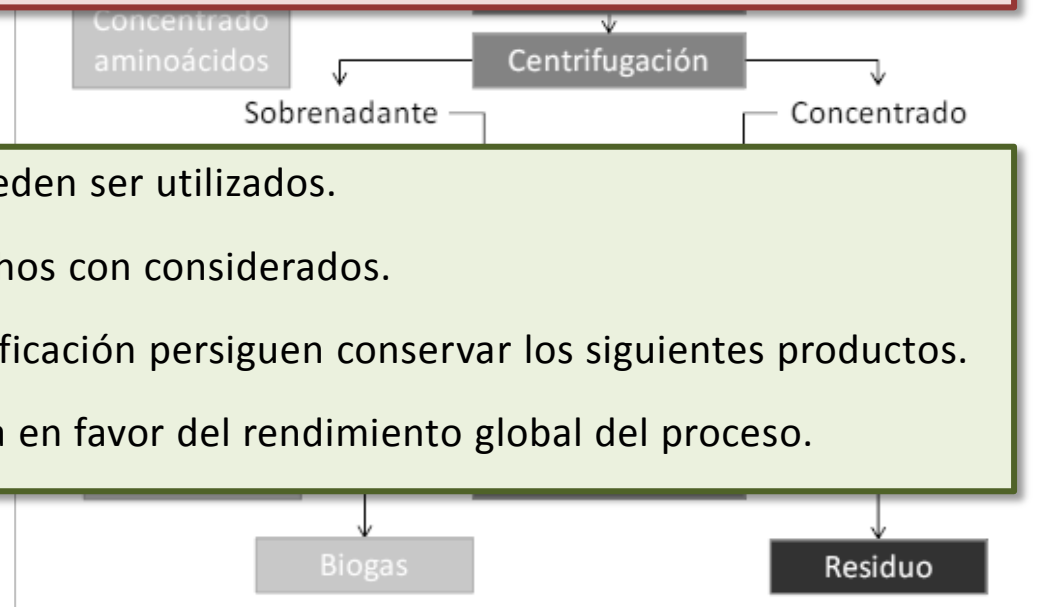 Concentrado
aminoácidos
Centrifugación
Sobrenadante
Concentrado
eden ser utilizados.
nos con considerados.
ficación persiguen conservar los siguientes productos.
en favor del rendimiento global del proceso.
Biogas
Residuo